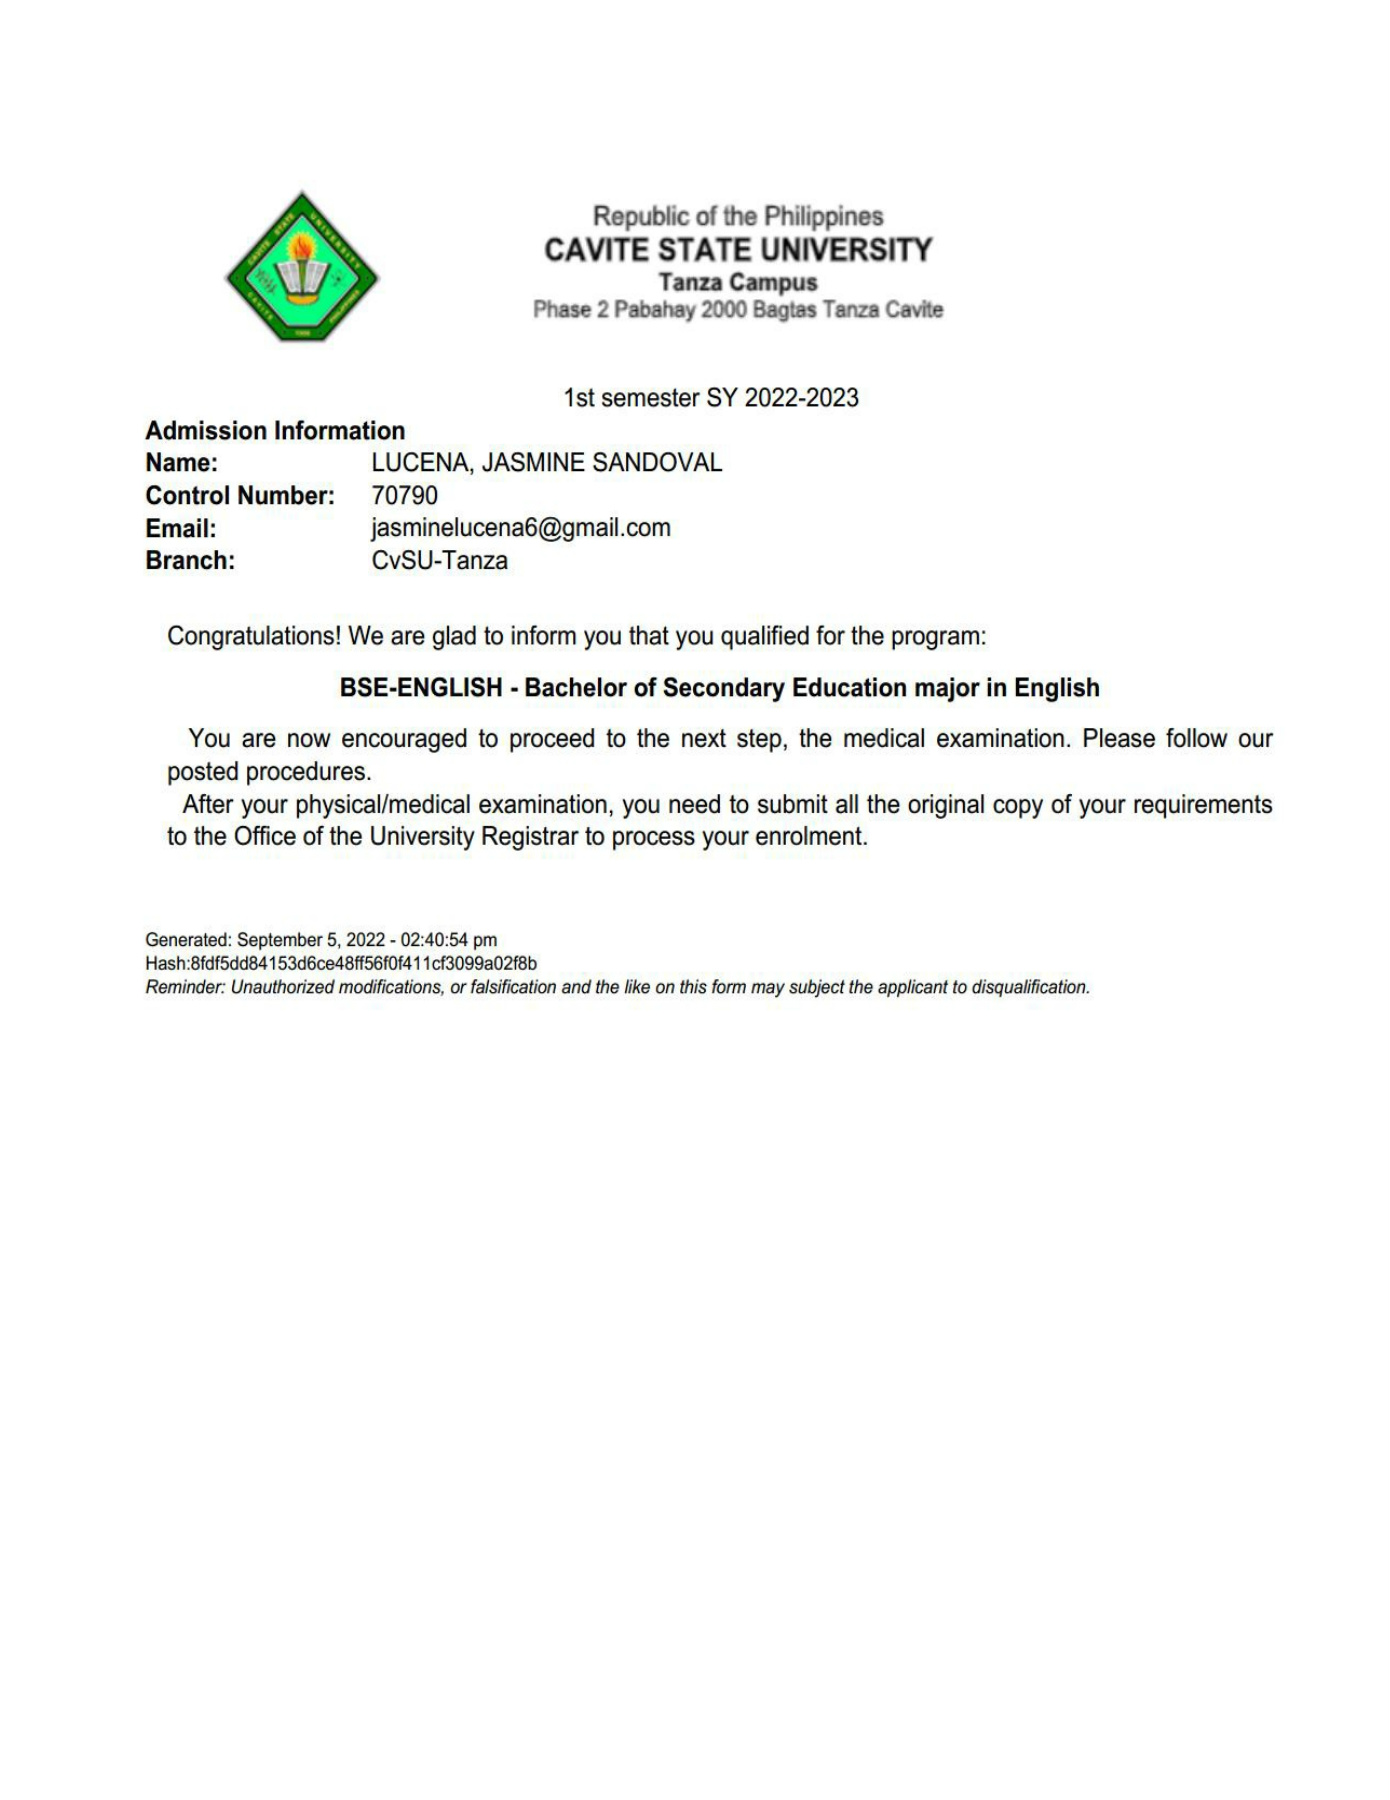 CAVITE STATE UNIVERSITY
CAVITE PHILIPPINES
Republic of the Philippines
CAVITE STATE UNIVERSITY
Tanza Campus
Phase 2 Pabahay 2000 Bagtas Tanza Cavite
1st semester SY 2022-2023
Admission Information
Name: LUCENA, JASMINE SANDOVAL
Control Number: 70790
Email: jasminelucena6@gmail.com
Branch: CvSU-Tanza
Congratulations! We are glad to inform you that you qualified for the program:
BSE-ENGLISH - Bachelor of Secondary Education major in English
You are now encouraged to proceed to the next step, the medical examination. Please follow our
posted procedures.
After your physical/medical examination, you need to submit all the original copy of your requirements
to the Office of the University Registrar to process your enrolment.
Generated: September 5, 2022 - 02:40:54 pm
Hash:8fdf5dd84153d6ce48ff56f0f411cf3099a02f8b
Reminder: Unauthorized modifications, or falsification and the like on this form may subject the applicant to disqualification.